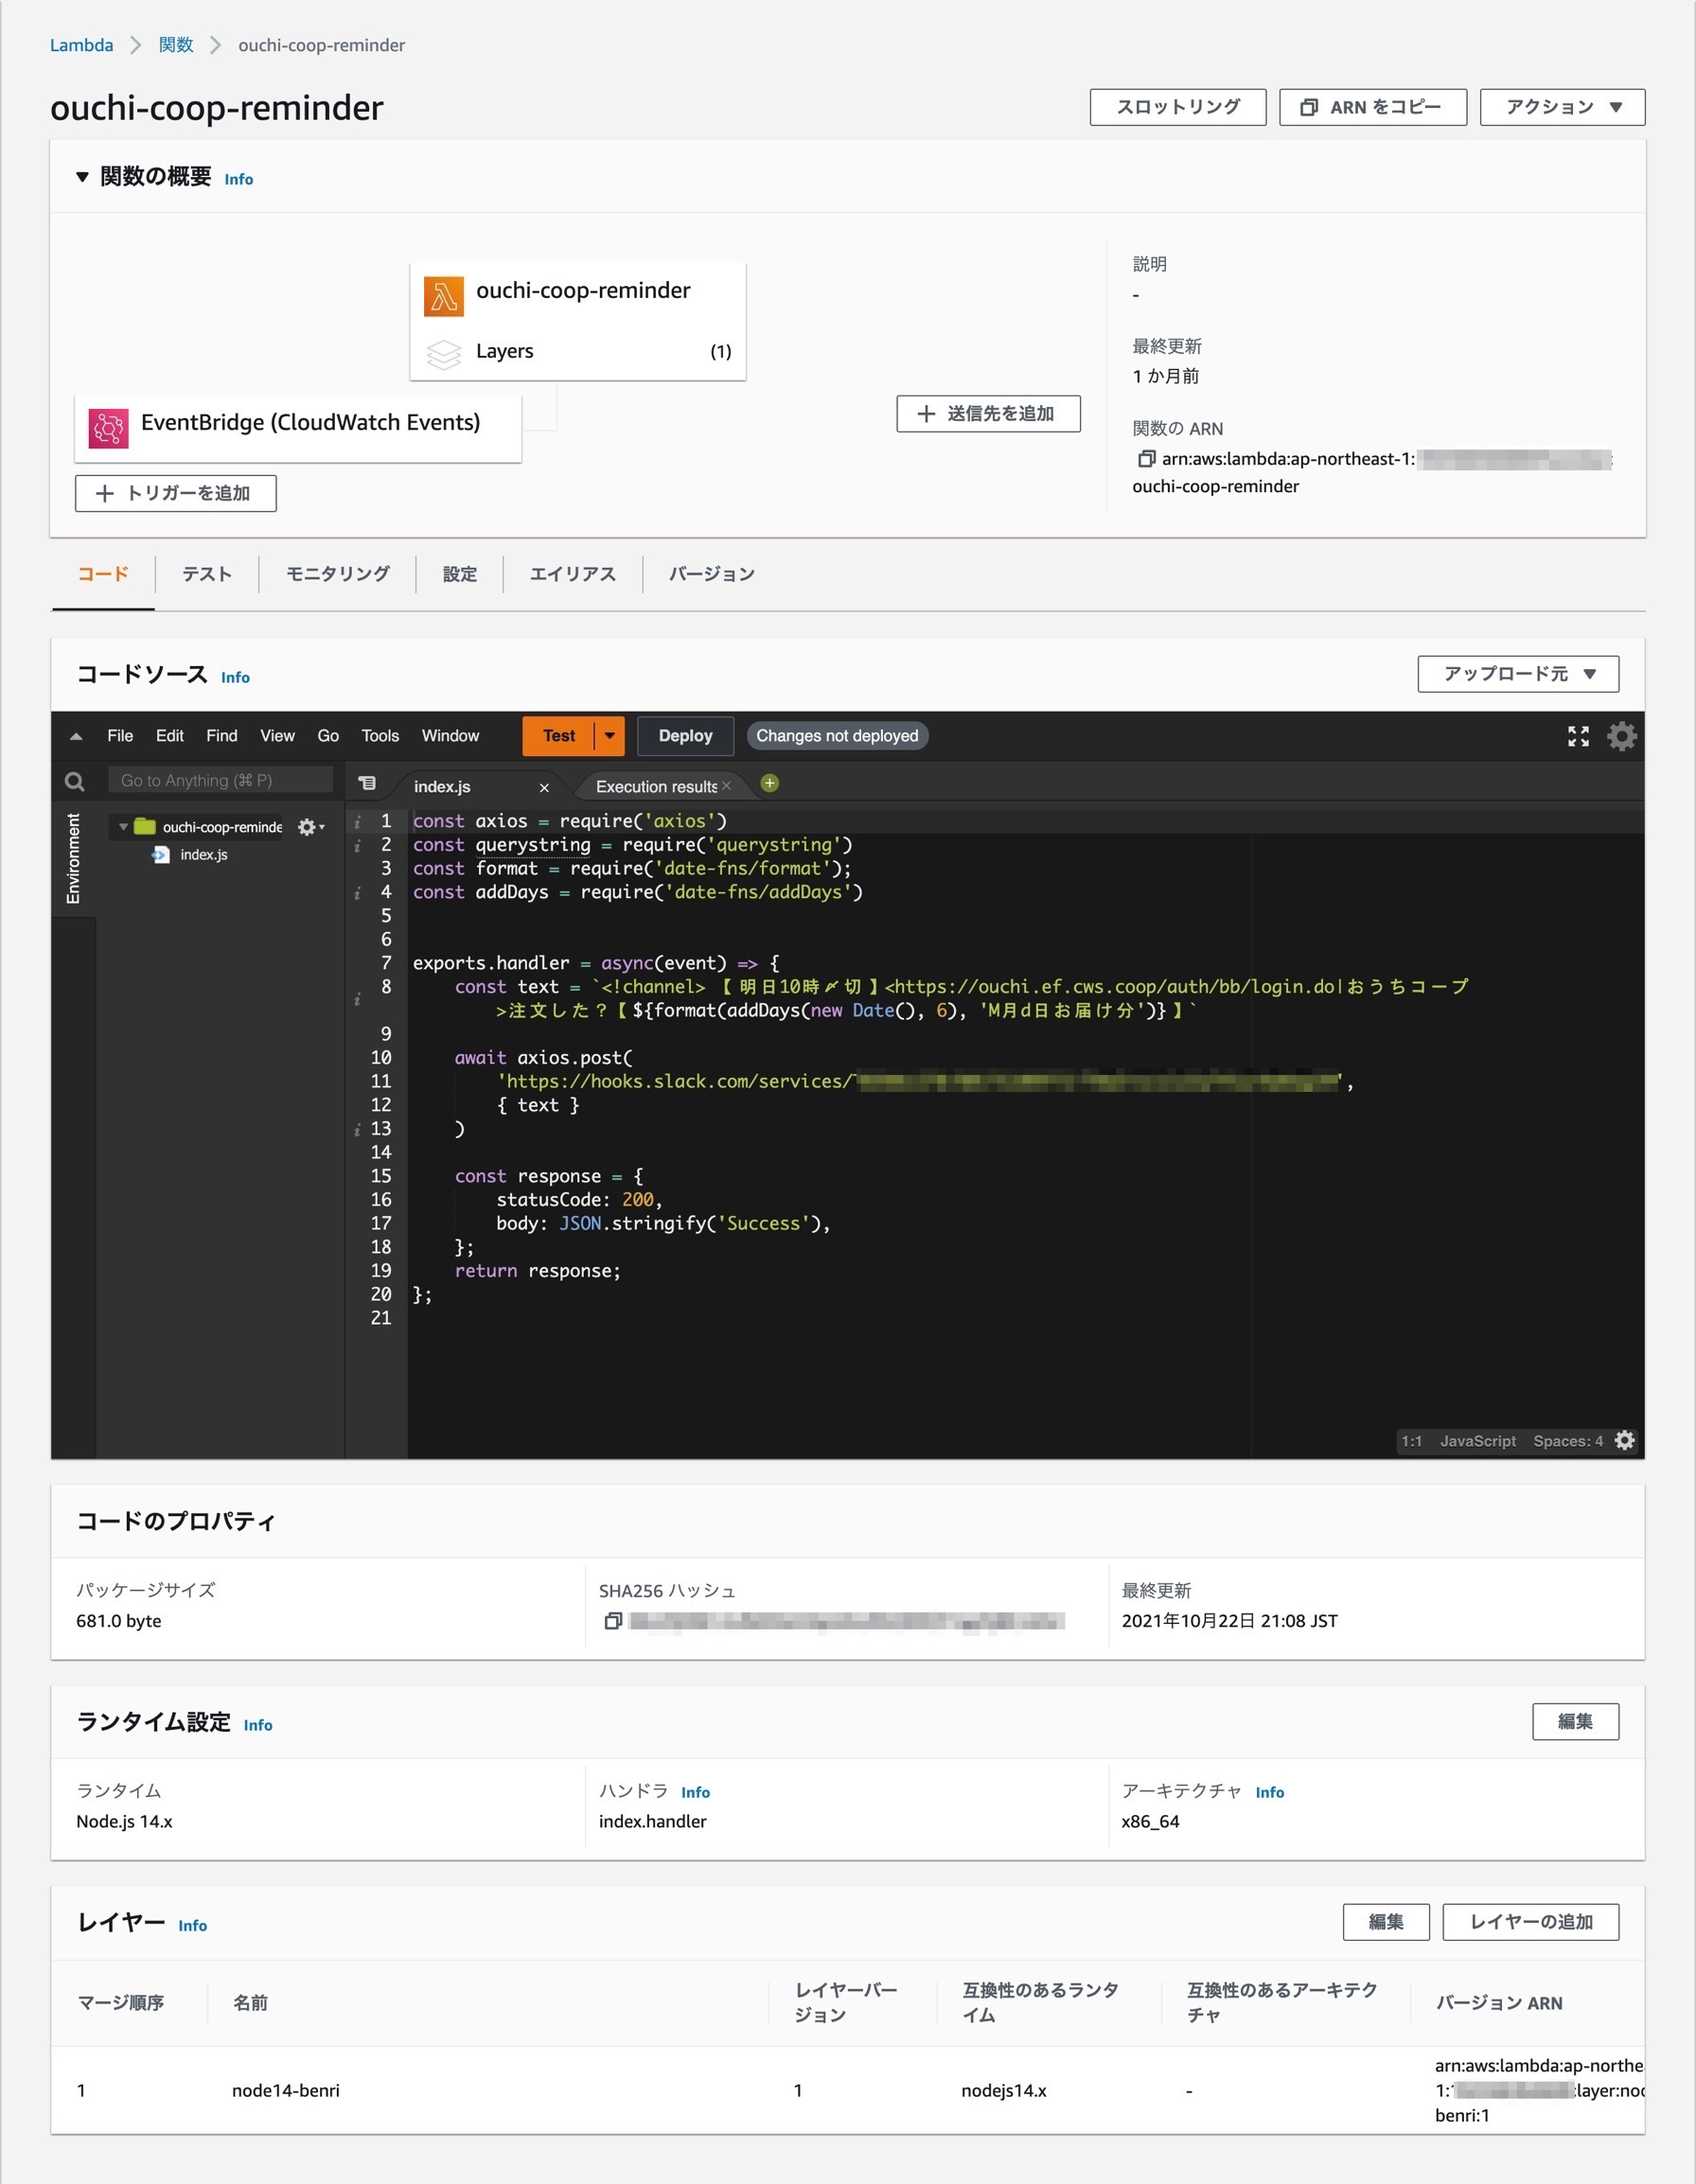 Lambda > 関数 > ouchi-coop-reminder
ouchi-coop-reminder
スロットリング
ARN をコピー
アクション ▼
▼ 関数の概要 Info
ouchi-coop-reminder
Layers (1)
EventBridge (CloudWatch Events)
+ トリガーを追加
+ 送信先を追加
説明
-
最終更新
1 か月前
関数の ARN
arn:aws:lambda:ap-northeast-1:
ouchi-coop-reminder
コード
テスト
モニタリング
設定
エイリアス
バージョン
コードソース Info
アップロード元 ▼
File Edit Find View Go Tools Window
Test
Deploy
Changes not deployed
Go to Anything (⌘ P)
index.js ×
Execution results ×
Environment
ouchi-coop-reminde
index.js
1 const axios = require('axios')
2 const querystring = require('querystring')
3 const format = require('date-fns/format');
4 const addDays = require('date-fns/addDays')
5
6
7 exports.handler = async(event) => {
8 const text = `<!channel> 【明日10時〆切】<https://ouchi.ef.cws.coop/auth/bb/login.do|おうちコープ
>注文した？【${format(addDays(new Date(), 6), 'M月d日お届け分')}】`
9
10 await axios.post(
11 'https://hooks.slack.com/services/ ',
12 { text }
13 )
14
15 const response = {
16 statusCode: 200,
17 body: JSON.stringify('Success'),
18 };
19 return response;
20 };
21
1:1 JavaScript Spaces: 4
コードのプロパティ
パッケージサイズ
681.0 byte
SHA256 ハッシュ
最終更新
2021年10月22日 21:08 JST
ランタイム設定 Info
編集
ランタイム
Node.js 14.x
ハンドラ Info
index.handler
アーキテクチャ Info
x86_64
レイヤー Info
編集
レイヤーの追加
マージ順序
名前
レイヤーバー
ジョン
互換性のあるランタ
イム
互換性のあるアーキテク
チャ
バージョン ARN
1
node14-benri
1
nodejs14.x
-
arn:aws:lambda:ap-northe
1: :layer:noc
benri:1